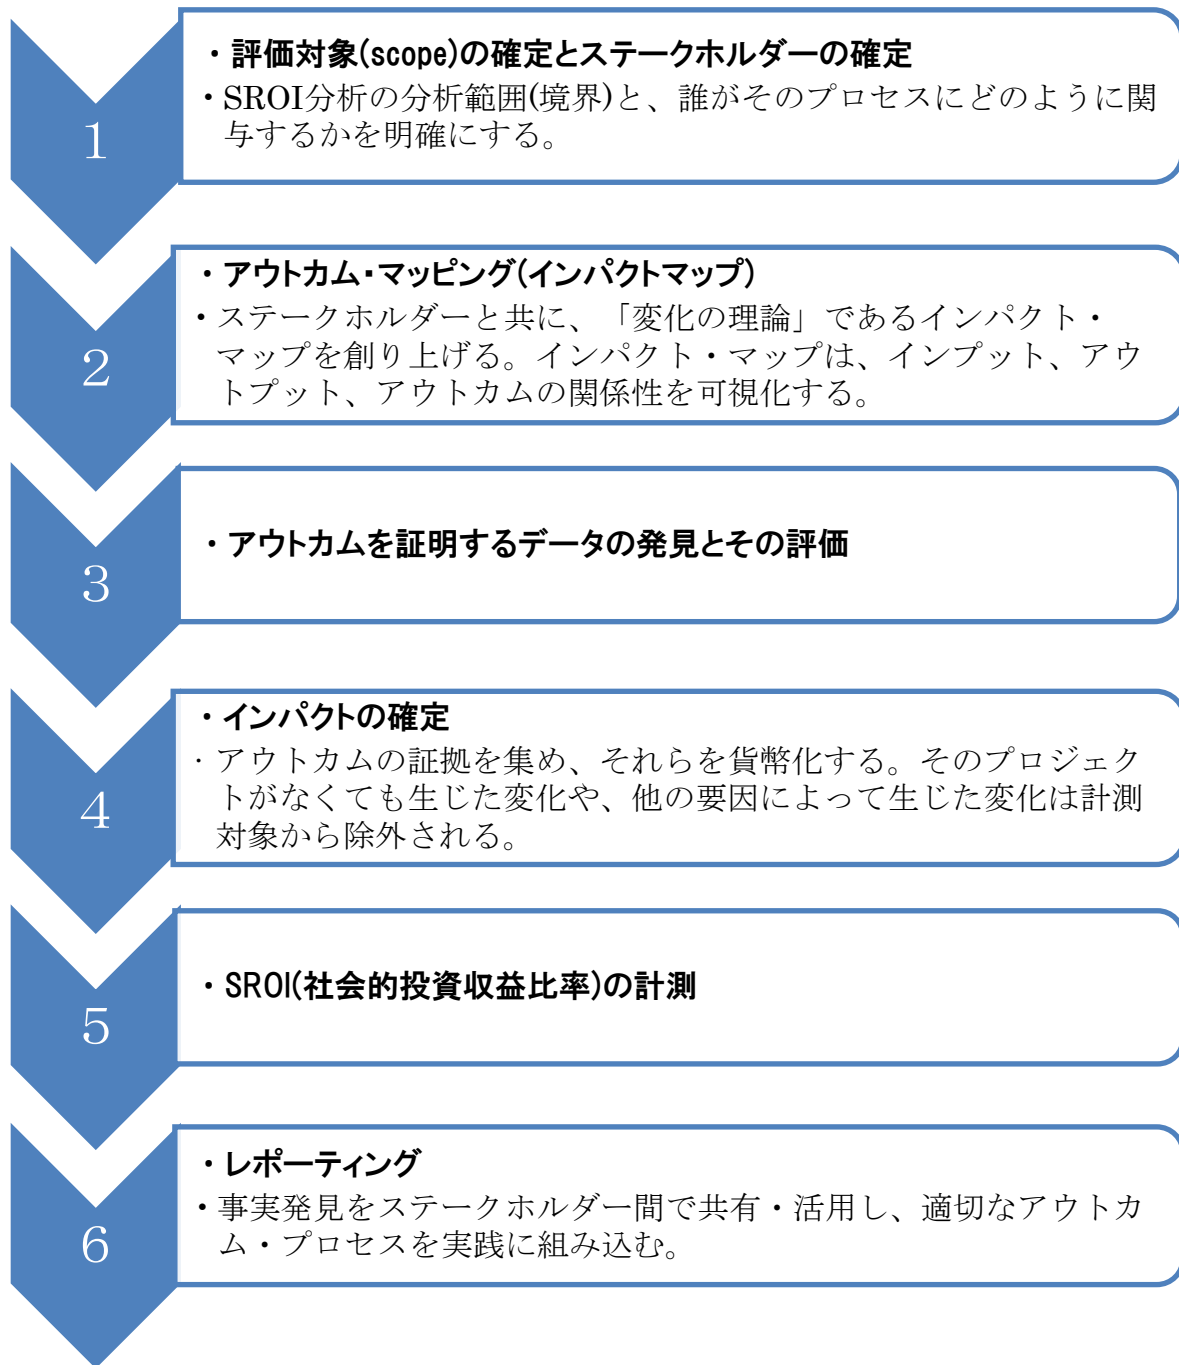 1
・評価対象(scope)の確定とステークホルダーの確定
・SROI分析の分析範囲(境界)と、誰がそのプロセスにどのように関
与するかを明確にする。
2
・アウトカム・マッピング(インパクトマップ)
・ステークホルダーと共に、「変化の理論」であるインパクト・
マップを創り上げる。インパクト・マップは、インプット、アウ
トプット、アウトカムの関係性を可視化する。
3
・アウトカムを証明するデータの発見とその評価
4
・インパクトの確定
・アウトカムの証拠を集め、それらを貨幣化する。そのプロジェク
トがなくても生じた変化や、他の要因によって生じた変化は計測
対象から除外される。
5
・SROI(社会的投資収益比率)の計測
6
・レポーティング
・事実発見をステークホルダー間で共有・活用し、適切なアウトカ
ム・プロセスを実践に組み込む。